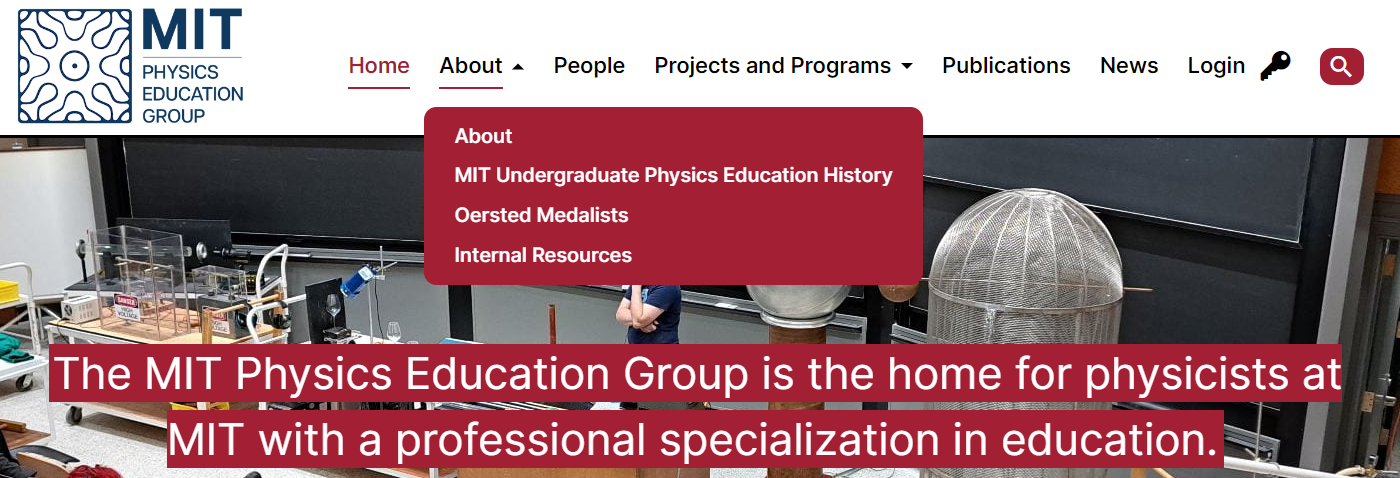 MIT
PHYSICS
EDUCATION
GROUP
Home About People Projects and Programs Publications News Login
About
MIT Undergraduate Physics Education History
Oersted Medalists
Internal Resources
DANGER
HIGH VOLTAGE
The MIT Physics Education Group is the home for physicists at
MIT with a professional specialization in education.